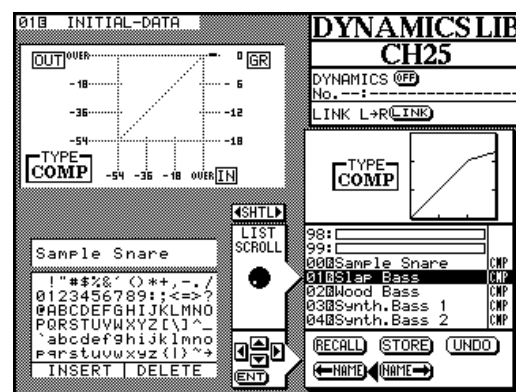 01 INITIAL-DATA
DYNAMICS LIB
CH25
DYNAMICS OFF
No.--:
LINK L→R LINK
OUT OVER
-18
-36
-54
0 GR
- 6
-12
-18
-54 -36 -18 OVER IN
TYPE
COMP
TYPE
COMP
◀SHTL▶
LIST
SCROLL
98:
99:
00 Sample Snare CMP
01 Slap Bass CMP
02 Wood Bass CMP
03 Synth.Bass 1 CMP
04 Synth.Bass 2 CMP
Sample Snare
 !"#$%&'()*+,-./
0123456789:;<=>?
@ABCDEFGHIJKLMNO
PQRSTUVWXYZ[\]^_
`abcdefghijklmno
pqrstuvwxyz{|}~→
INSERT DELETE
ENT
RECALL STORE UNDO
←NAME NAME→